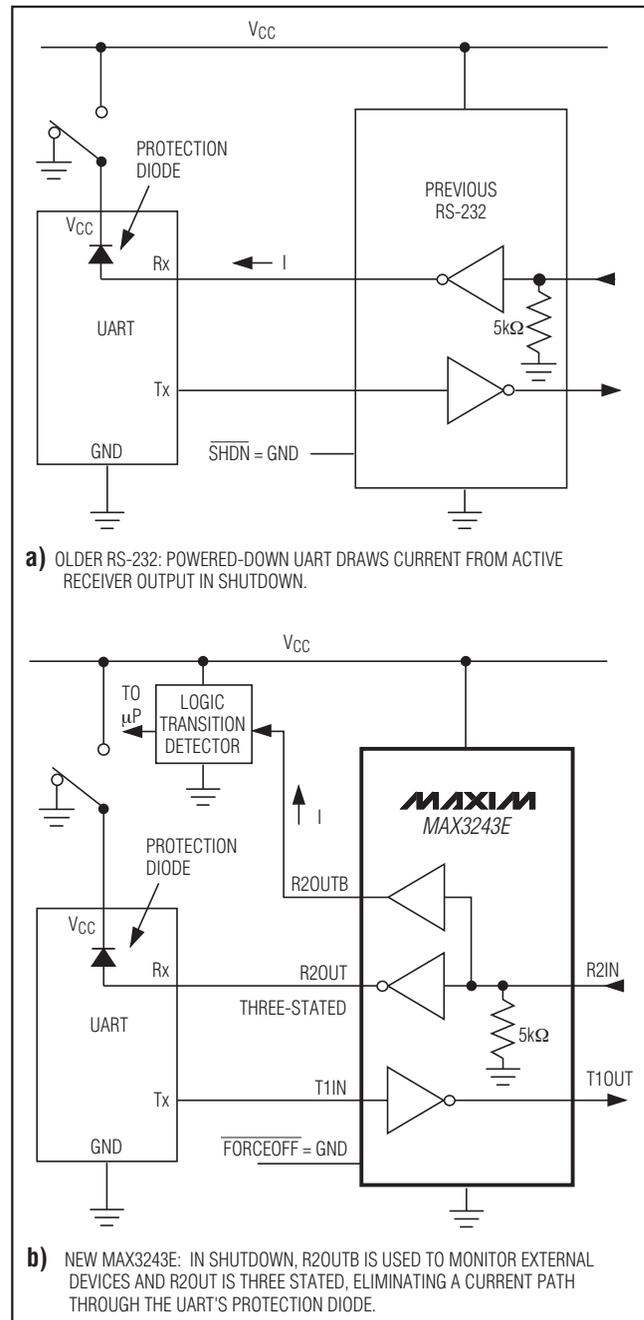 VCC
PROTECTION
DIODE
PREVIOUS
RS-232
VCC
Rx
I
UART
5kΩ
Tx
GND
SHDN = GND
a) OLDER RS-232: POWERED-DOWN UART DRAWS CURRENT FROM ACTIVE
RECEIVER OUTPUT IN SHUTDOWN.
VCC
TO
µP
LOGIC
TRANSITION
DETECTOR
MAXIM
MAX3243E
I
PROTECTION
DIODE
R2OUTB
VCC
Rx
R2OUT
R2IN
THREE-STATED
UART
5kΩ
T1IN
T1OUT
Tx
GND
FORCEOFF = GND
b) NEW MAX3243E: IN SHUTDOWN, R2OUTB IS USED TO MONITOR EXTERNAL
DEVICES AND R2OUT IS THREE STATED, ELIMINATING A CURRENT PATH
THROUGH THE UART'S PROTECTION DIODE.